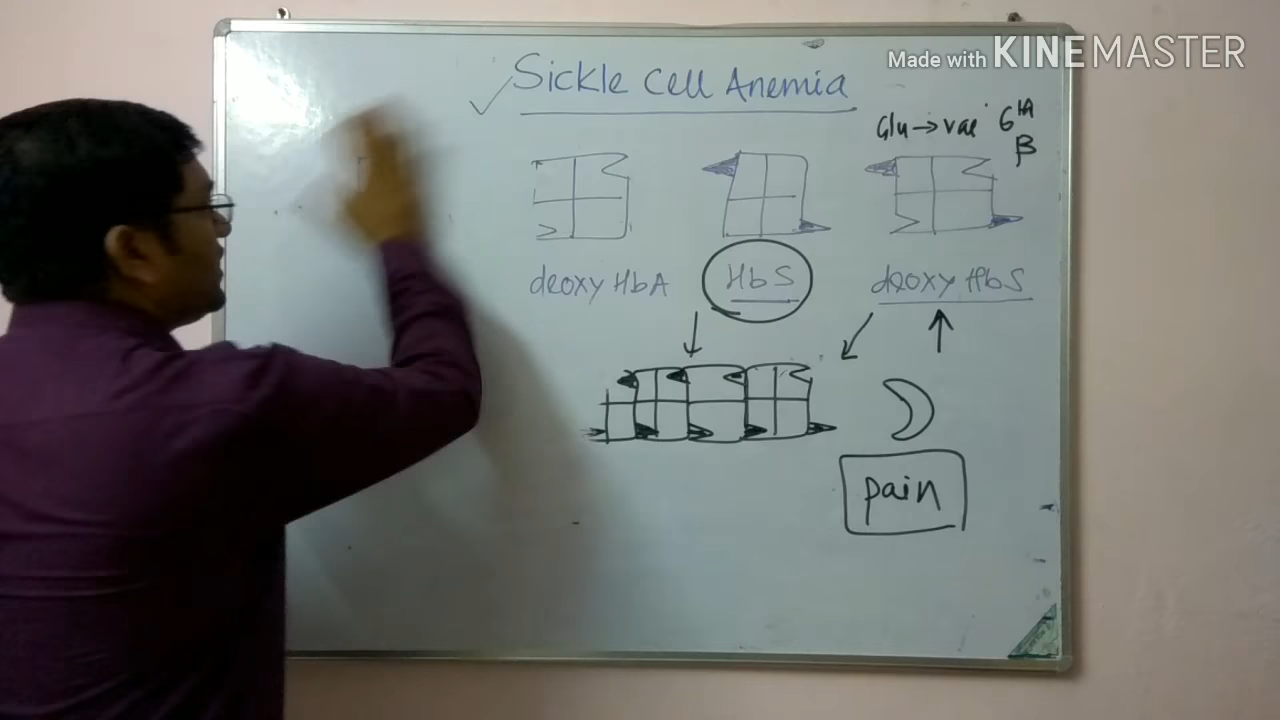 Made with KINEMASTER
Sickle Cell Anemia
Glu → val 6th
β
deoxy HbA
HbS
deoxy HbS
pain